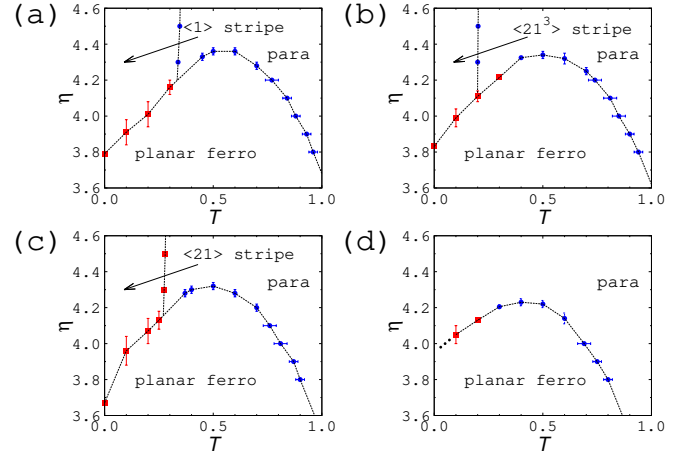 (a)
4.6
4.4
4.2
4.0
3.8
3.6
η
<1> stripe
para
planar ferro
0.0
0.5
1.0
T
(b)
4.6
4.4
4.2
4.0
3.8
3.6
η
<21³> stripe
para
planar ferro
0.0
0.5
1.0
T
(c)
4.6
4.4
4.2
4.0
3.8
3.6
η
<21> stripe
para
planar ferro
0.0
0.5
1.0
T
(d)
4.6
4.4
4.2
4.0
3.8
3.6
η
para
planar ferro
0.0
0.5
1.0
T